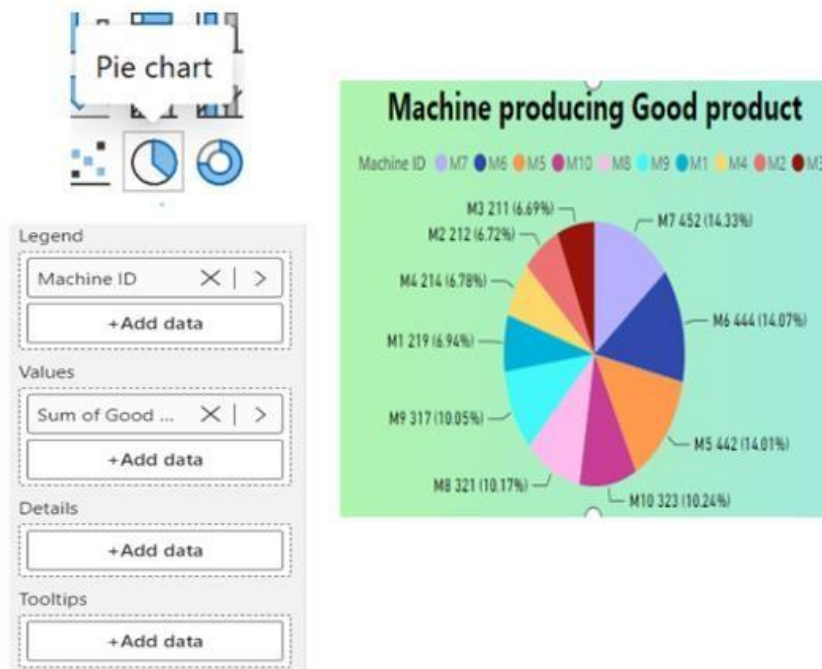 Pie chart
Legend
Machine ID
+Add data
Values
Sum of Good ...
+Add data
Details
+Add data
Tooltips
+Add data
Machine producing Good product
Machine ID M7 M6 M5 M10 M8 M9 M1 M4 M2 M3
M3 211 (6.69%)
M7 452 (14.33%)
M2 212 (6.72%)
M4 214 (6.78%)
M6 444 (14.07%)
M1 219 (6.94%)
M9 317 (10.05%)
M5 442 (14.01%)
M8 321 (10.17%)
M10 323 (10.24%)